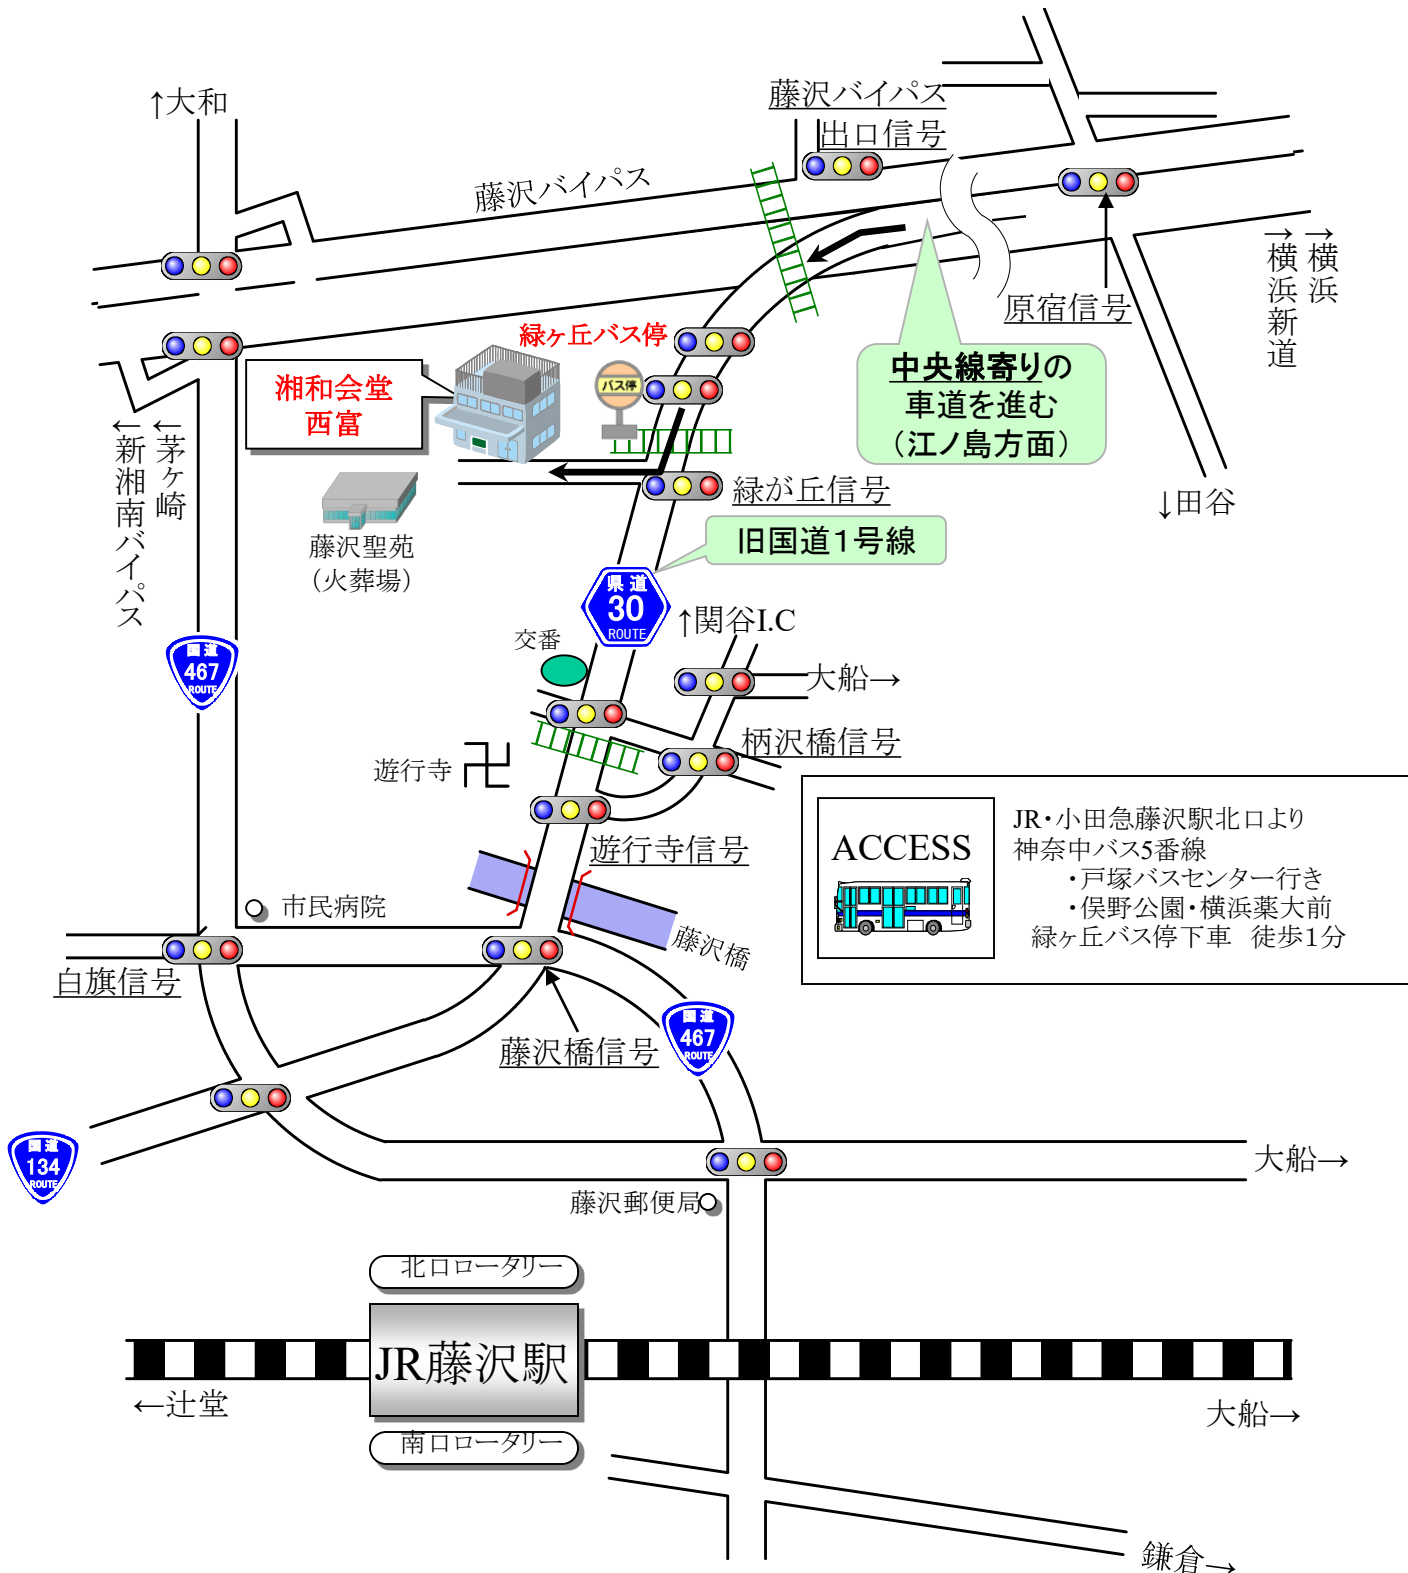 ↑大和
藤沢バイパス
出口信号
藤沢バイパス
原宿信号
→横浜
→横浜新道
緑ヶ丘バス停
バス停
湘和会堂
西富
中央線寄りの
車道を進む
(江ノ島方面)
←茅ヶ崎
←新湘南バイパス
↓田谷
緑が丘信号
藤沢聖苑
(火葬場)
旧国道1号線
県道
30
ROUTE
↑関谷I.C
交番
国道
467
ROUTE
大船→
柄沢橋信号
遊行寺
卍
遊行寺信号
ACCESS
JR・小田急藤沢駅北口より
神奈中バス5番線
・戸塚バスセンター行き
・俣野公園・横浜薬大前
緑ヶ丘バス停下車 徒歩1分
市民病院
藤沢橋
白旗信号
藤沢橋信号
国道
467
ROUTE
国道
134
ROUTE
大船→
藤沢郵便局
北口ロータリー
JR藤沢駅
←辻堂
大船→
南口ロータリー
鎌倉→